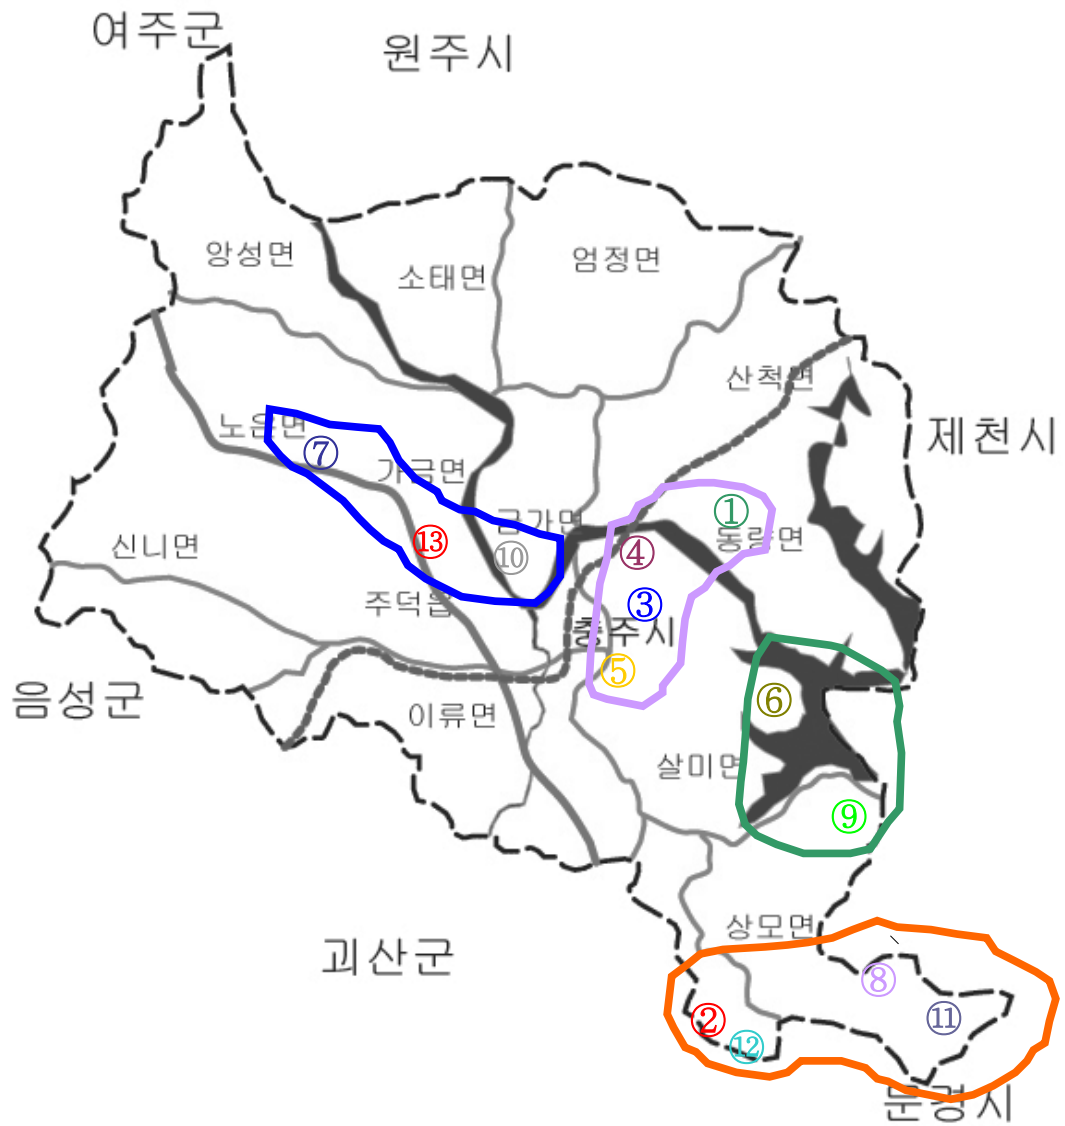 여주군
원주시
앙성면
소태면
엄정면
산척면
제천시
노은면
⑦
가금면
금가면
①
동량면
신니면
⑬
⑩
④
주덕읍
③
충주시
⑤
음성군
이류면
⑥
살미면
⑨
상모면
괴산군
⑧
②
⑪
⑫
문경시